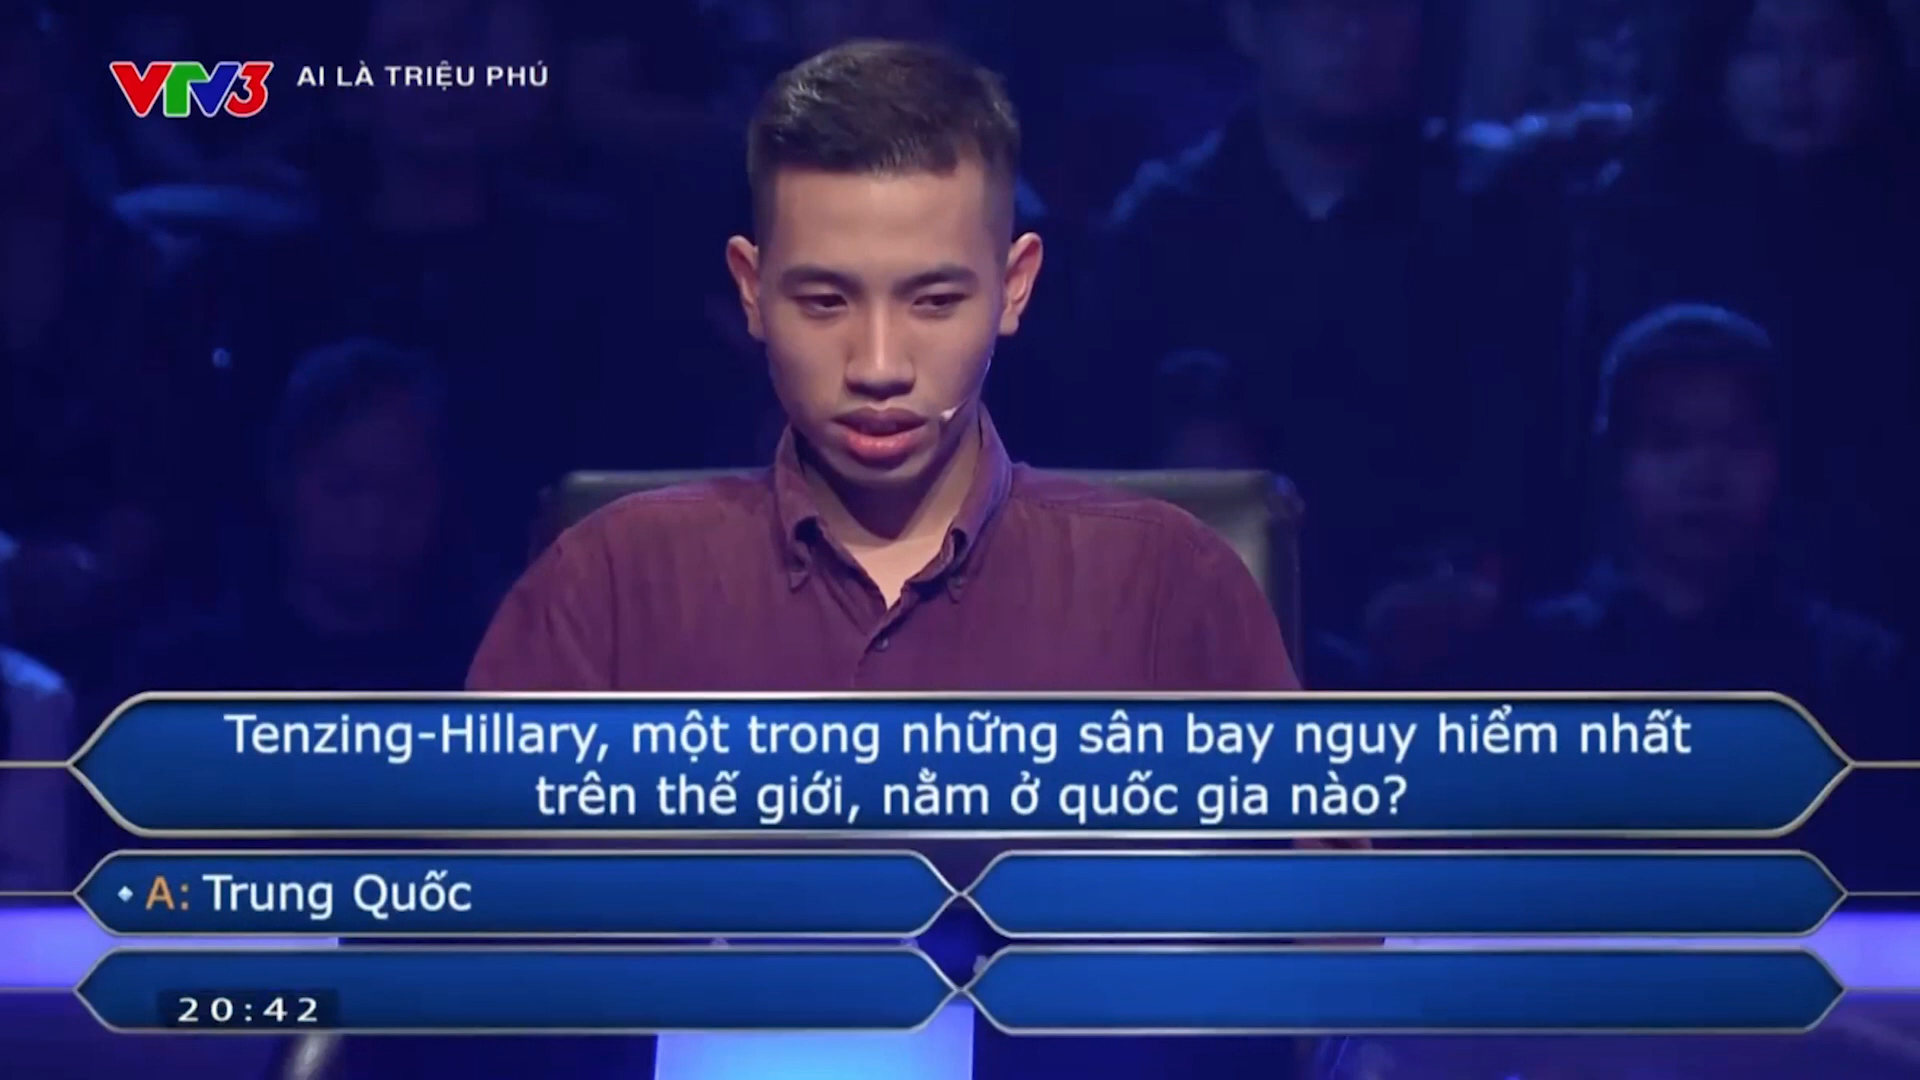 VTV3 AI LÀ TRIỆU PHÚ
Tenzing-Hillary, một trong những sân bay nguy hiểm nhất
trên thế giới, nằm ở quốc gia nào?
A: Trung Quốc
20:42